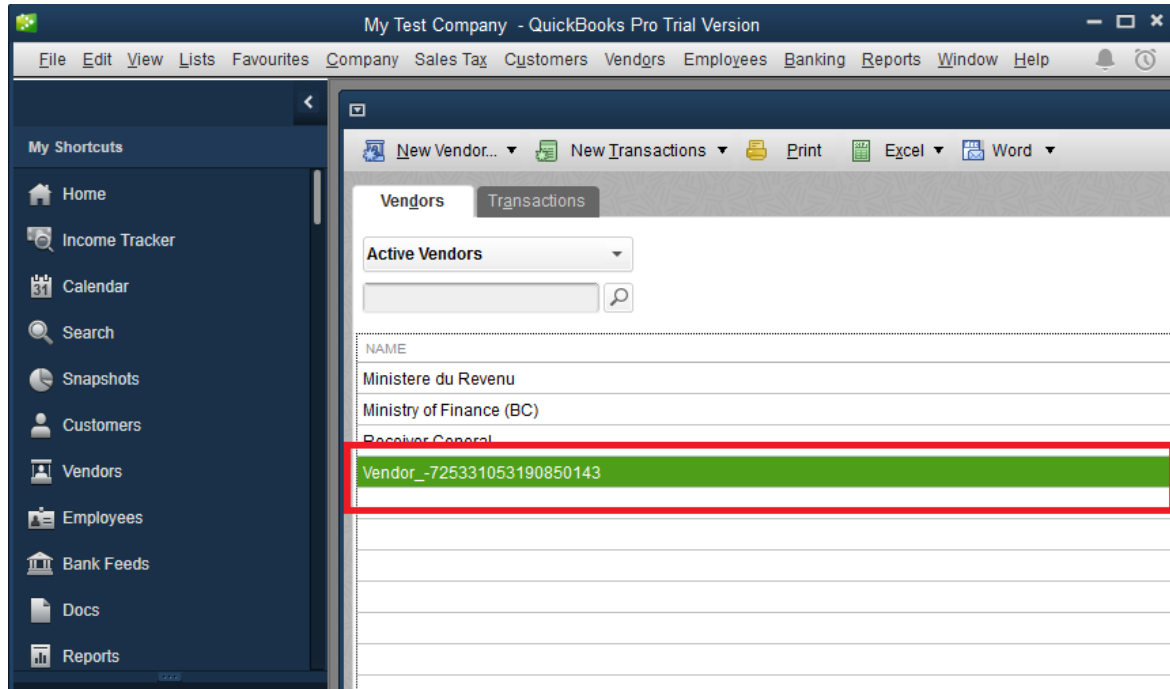 My Test Company - QuickBooks Pro Trial Version
File Edit View Lists Favourites Company Sales Tax Customers Vendors Employees Banking Reports Window Help
My Shortcuts
Home
Income Tracker
31 Calendar
Search
Snapshots
Customers
Vendors
Employees
Bank Feeds
Docs
Reports
New Vendor... New Transactions Print Excel Word
Vendors Transactions
Active Vendors
NAME
Ministere du Revenu
Ministry of Finance (BC)
Receiver General
Vendor_-725331053190850143